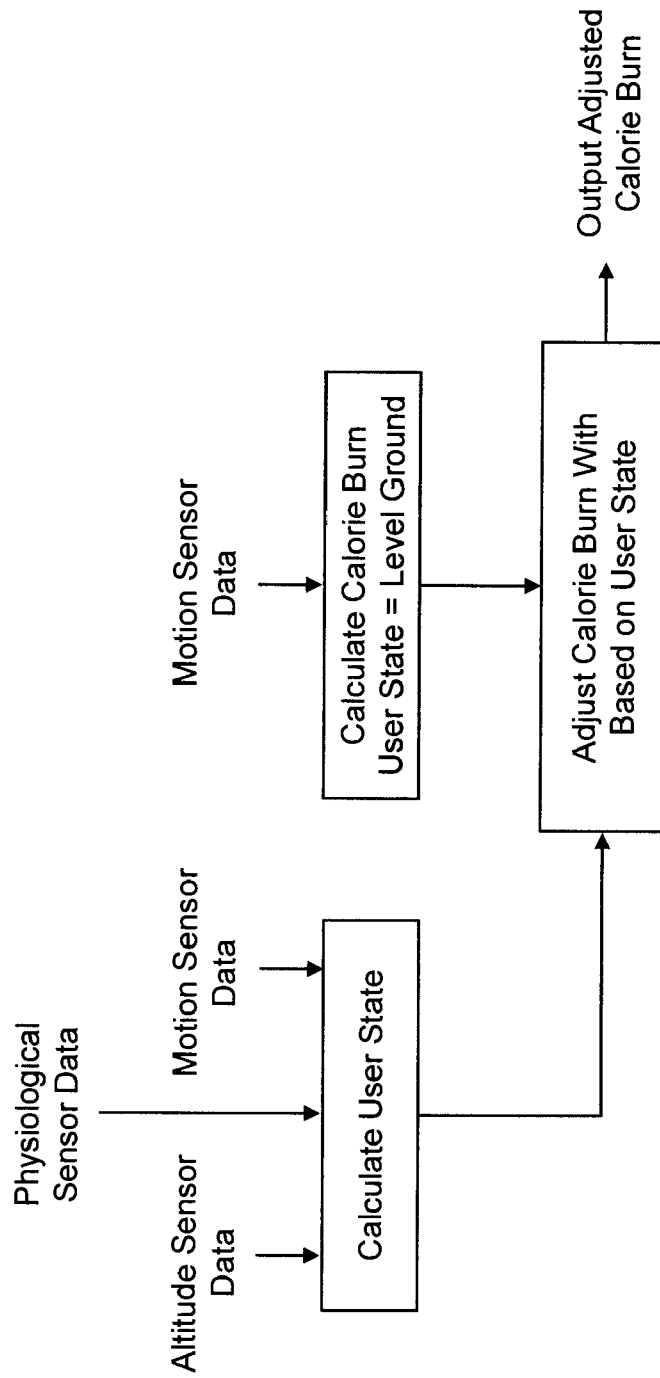 Physiological
Sensor Data
Altitude Sensor
Data
Motion Sensor
Data
Calculate User State
Motion Sensor
Data
Calculate Calorie Burn
User State = Level Ground
Adjust Calorie Burn With
Based on User State
Output Adjusted
Calorie Burn